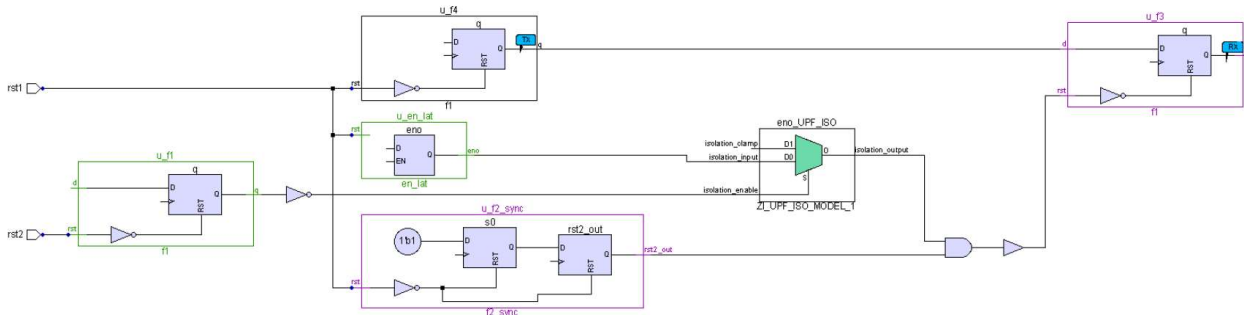 u_f4
q
D
Q
RST
Tx
q
rst
f1
rst1
u_en_lat
rst
eno
D
EN
Q
eno
en_lat
u_f1
d
q
D
Q
RST
q
rst
f1
rst2
eno_UPF_ISO
isolation_clamp
D1
isolation_input
D0
O
isolation_output
S
isolation_enable
ZI_UPF_ISO_MODEL_1
u_f2_sync
1'b1
s0
D
Q
RST
rst2_out
D
Q
RST
rst2_out
rst
f2_sync
u_f3
q
d
D
Q
RST
Rx
rst
f1